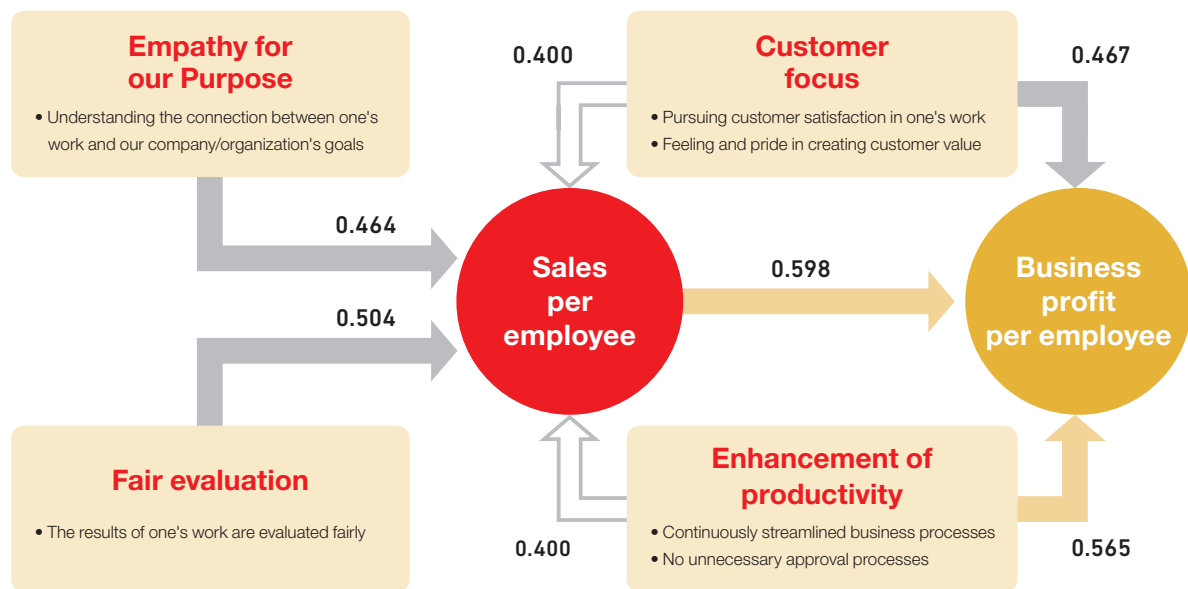 Empathy for
our Purpose
• Understanding the connection between one's
work and our company/organization's goals
0.400
Customer
focus
• Pursuing customer satisfaction in one's work
• Feeling and pride in creating customer value
0.467
0.464
0.504
Sales
per
employee
0.598
Business
profit
per employee
Fair evaluation
• The results of one's work are evaluated fairly
0.400
Enhancement of
productivity
• Continuously streamlined business processes
• No unnecessary approval processes
0.565